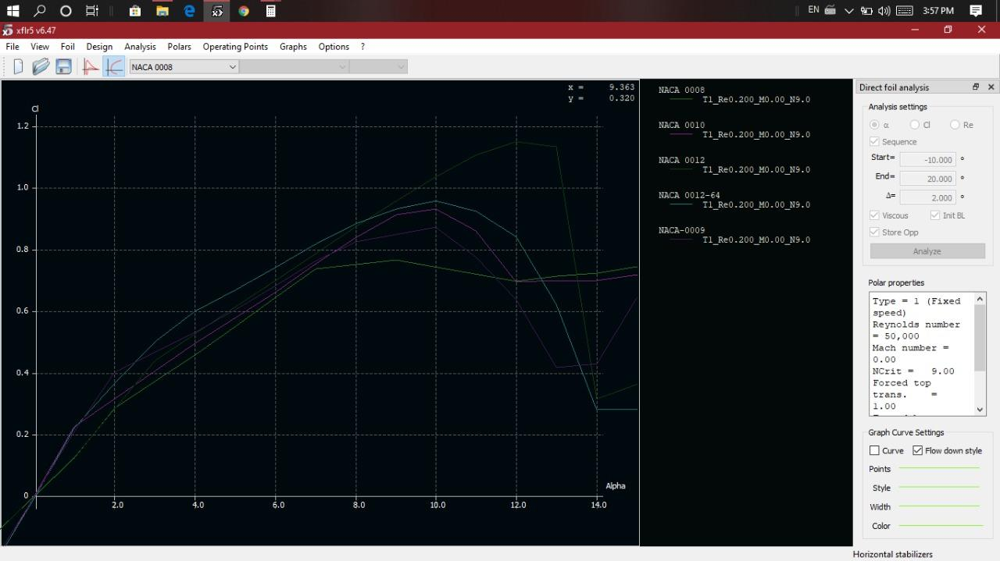 EN
3:57 PM
xflr5 v6.47
File View Foil Design Analysis Polars Operating Points Graphs Options ?
NACA 0008
x = 9.363
y = 0.320
Cl
1.2
1.0
0.8
0.6
0.4
0.2
0
Alpha
2.0 4.0 6.0 8.0 10.0 12.0 14.0
NACA 0008
T1_Re0.200_M0.00_N9.0
NACA 0010
T1_Re0.200_M0.00_N9.0
NACA 0012
T1_Re0.200_M0.00_N9.0
NACA 0012-64
T1_Re0.200_M0.00_N9.0
NACA-0009
T1_Re0.200_M0.00_N9.0
Direct foil analysis
Analysis settings
α Cl Re
Sequence
Start= -10.000 °
End= 20.000 °
Δ= 2.000 °
Viscous Init BL
Store Opp
Analyze
Polar properties
Type = 1 (Fixed
speed)
Reynolds number
= 50,000
Mach number =
0.00
NCrit = 9.00
Forced top
trans. =
1.00
Graph Curve Settings
Curve Flow down style
Points
Style
Width
Color
Horizontal stabilizers